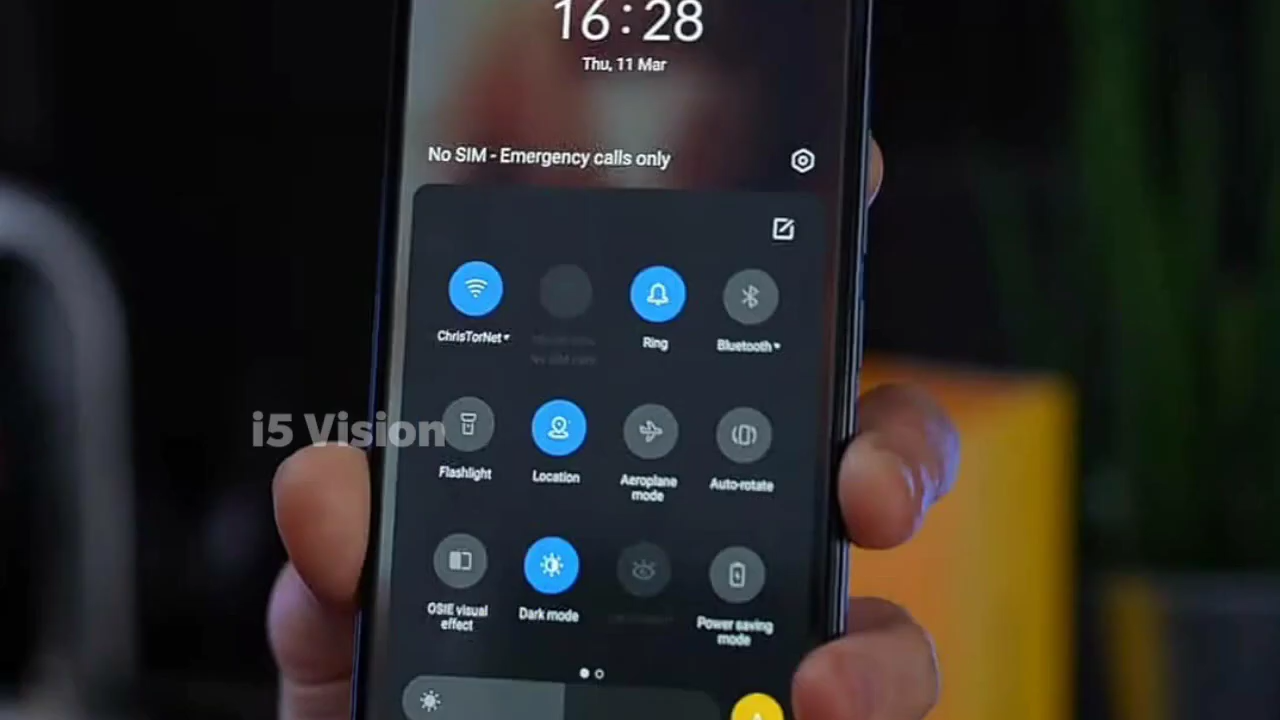 16:28
Thu, 11 Mar
No SIM - Emergency calls only
ChrisTorNet
Ring
Bluetooth
i5 Vision
Flashlight
Location
Aeroplane
mode
Auto-rotate
OSIE visual
effect
Dark mode
Power saving
mode